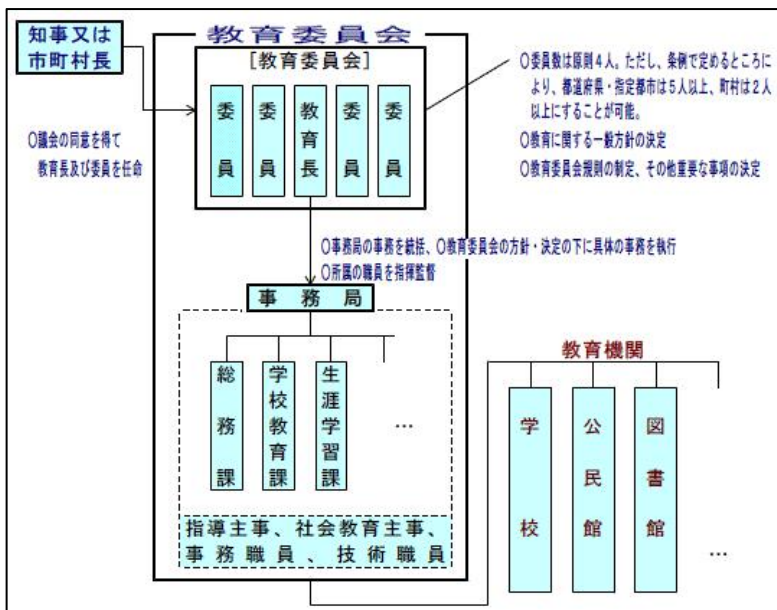 教育委員会
知事又は
市町村長
[教育委員会]
委員
委員
教育長
委員
委員
○委員数は原則4人。ただし、条例で定めるところに
より、都道府県・指定都市は5人以上、町村は2人
以上にすることが可能。
○教育に関する一般方針の決定
○教育委員会規則の制定、その他重要な事項の決定
○議会の同意を得て
教育長及び委員を任命
○事務局の事務を統括、○教育委員会の方針・決定の下に具体の事務を執行
○所属の職員を指揮監督
事務局
総務課
学校教育課
生涯学習課
…
指導主事、社会教育主事、
事務職員、技術職員
教育機関
学校
公民館
図書館
…